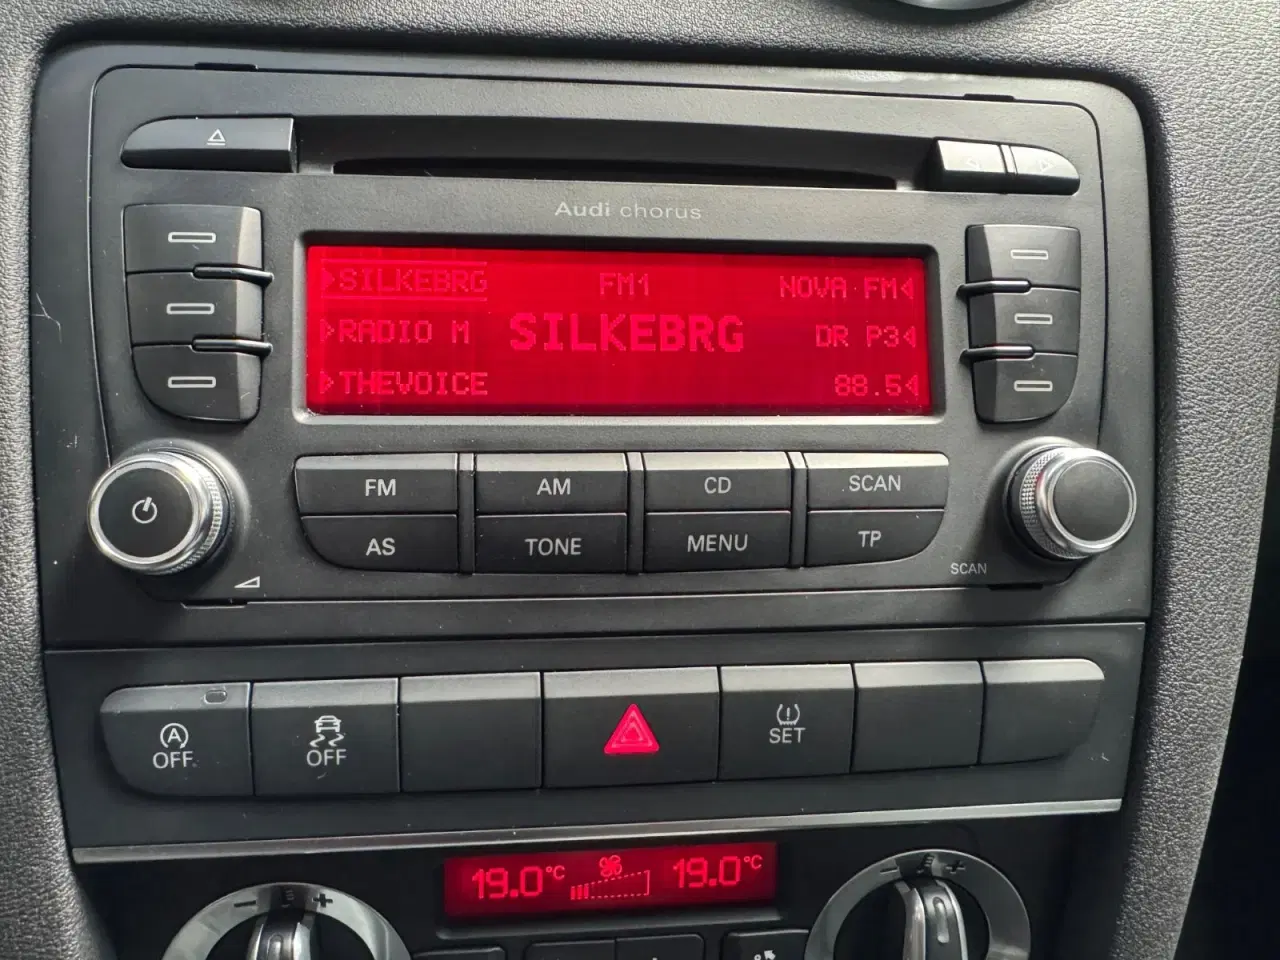 Audi chorus
SILKEBRG FM1 NOVA FM
RADIO M SILKEBRG DR P3
THEVOICE 88.5
FM AM CD SCAN
AS TONE MENU TP
SCAN
A OFF
OFF
SET
19.0°C 19.0°C